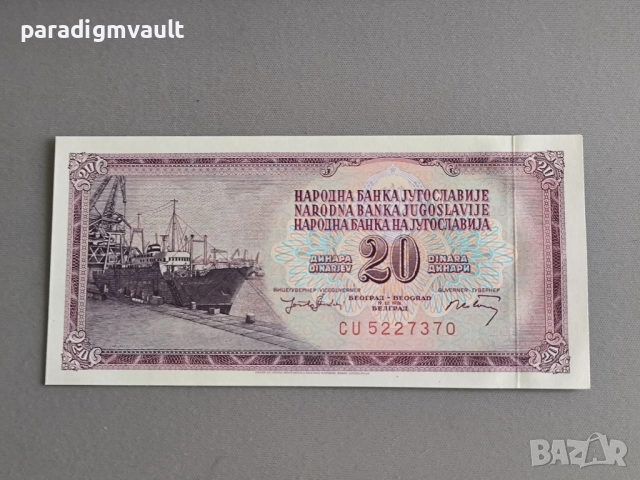 paradigmvault
20 20
НАРОДНА БАНКА ЈУГОСЛАВИЈЕ
NARODNA BANKA JUGOSLAVIJE
НАРОДНА БАНКА НА ЈУГОСЛАВИЈА
ДИНАРА 20 DINARA
DINARJEV ДИНАРИ
ВИЦЕГУВЕРНЕР VICEGUVERNER GUVERNER ГУВЕРНЕР
БЕОГРАД - BEOGRAD
БЕЛГРАД
CU 5227370
20 20
BAZAR